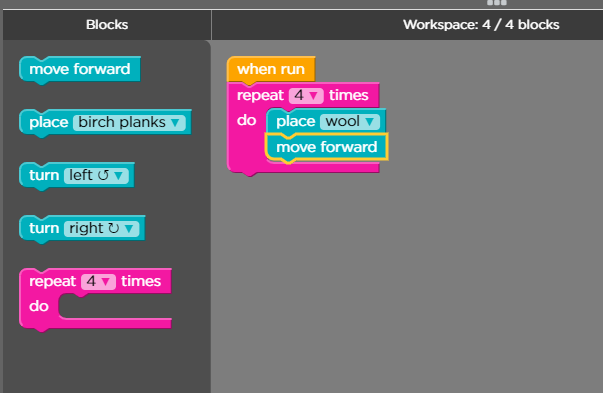 Blocks
Workspace: 4 / 4 blocks
move forward
place birch planks ▼
turn left ↺ ▼
turn right ↻ ▼
repeat 4 ▼ times
do
when run
repeat 4 ▼ times
do place wool ▼
move forward